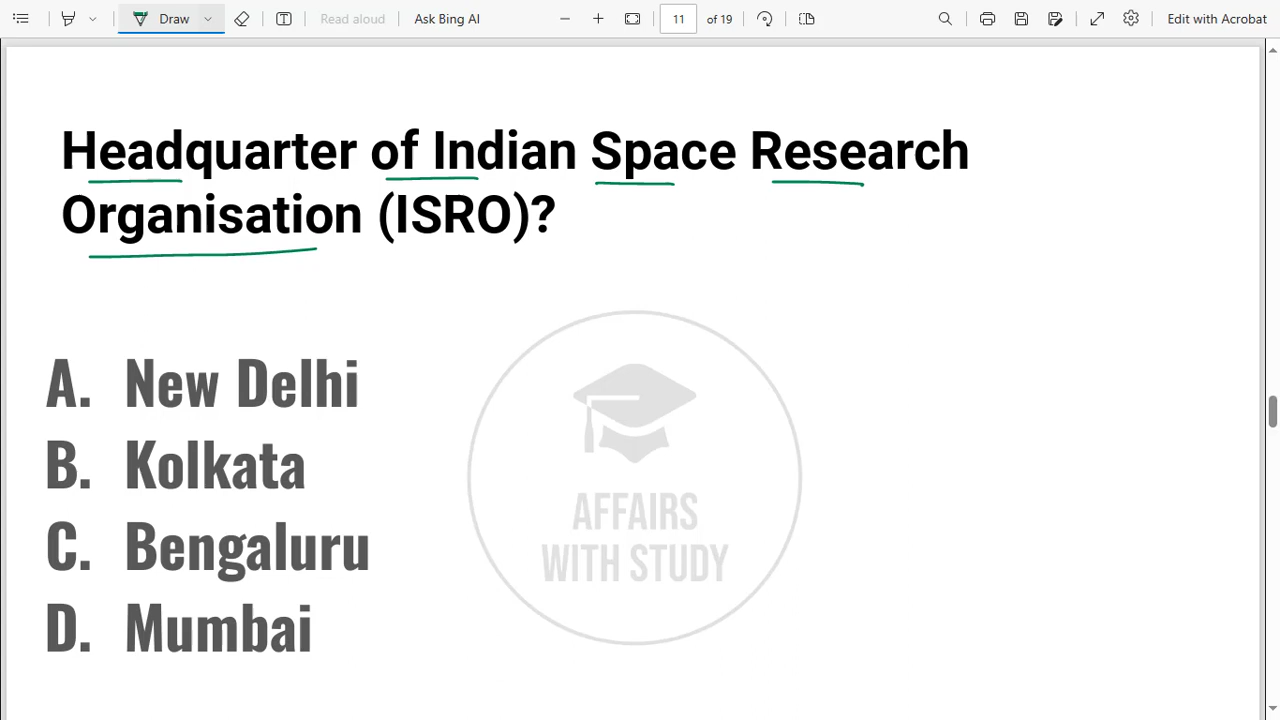 Draw
Read aloud
Ask Bing AI
11
of 19
Edit with Acrobat
Headquarter of Indian Space Research
Organisation (ISRO)?
A. New Delhi
B. Kolkata
C. Bengaluru
D. Mumbai
AFFAIRS
WITH STUDY